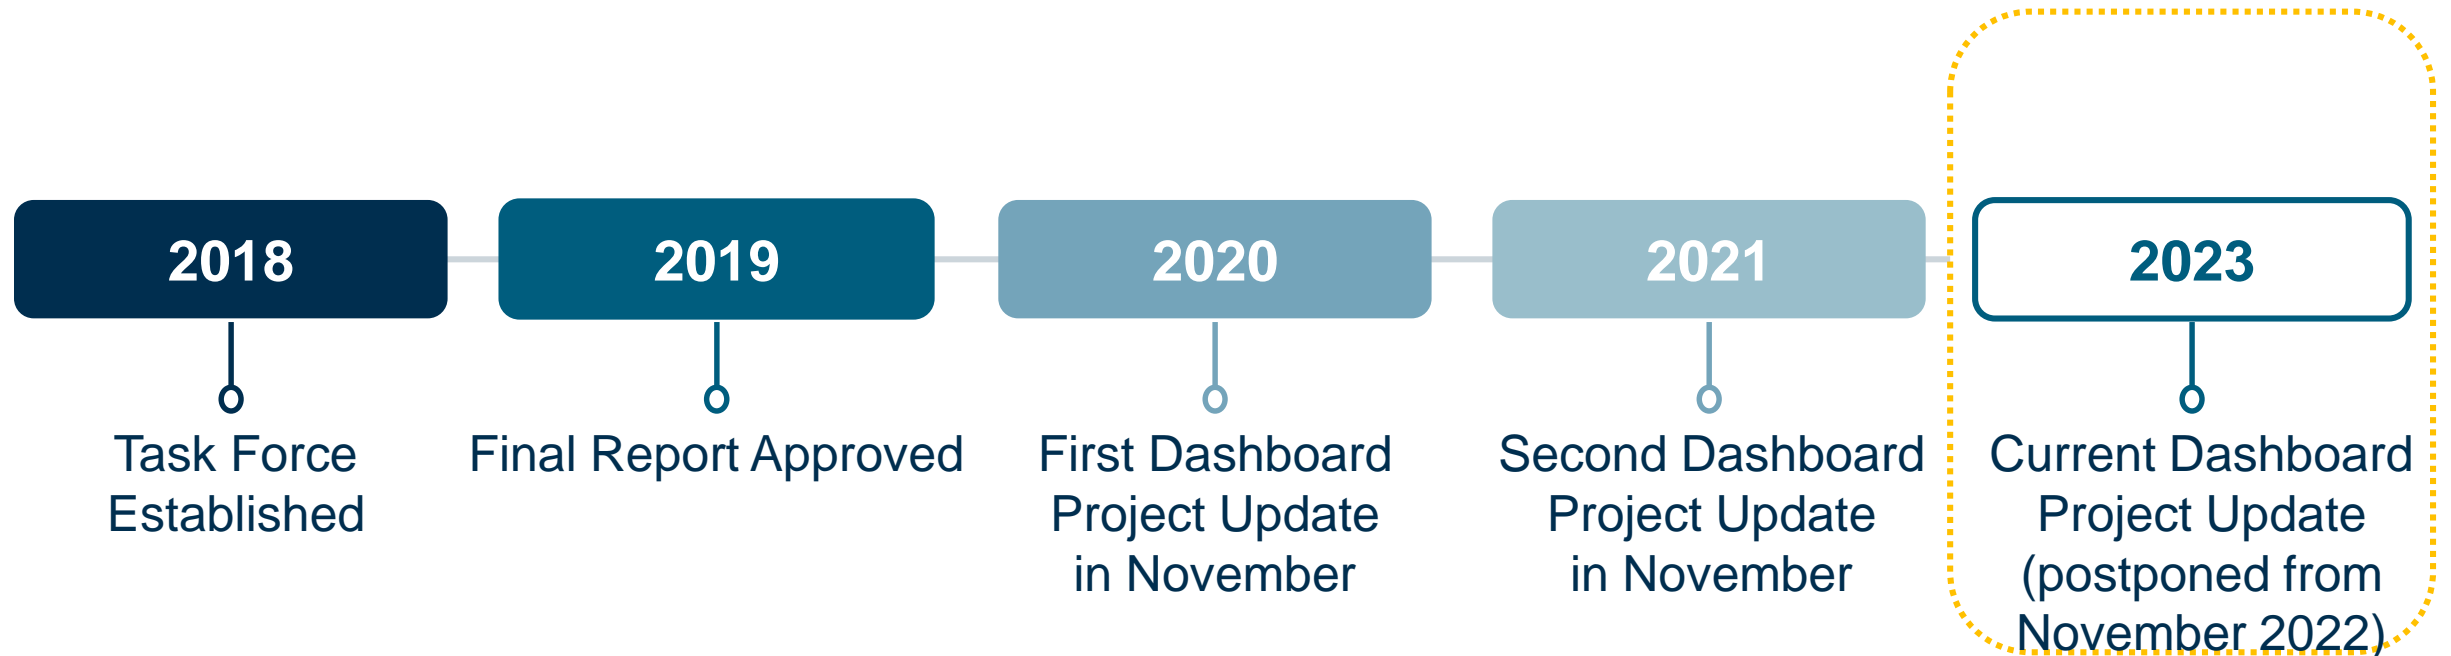 2018
Task Force
Established
2019
Final Report Approved
2020
First Dashboard
Project Update
in November
2021
Second Dashboard
Project Update
in November
2023
Current Dashboard
Project Update
(postponed from
November 2022)